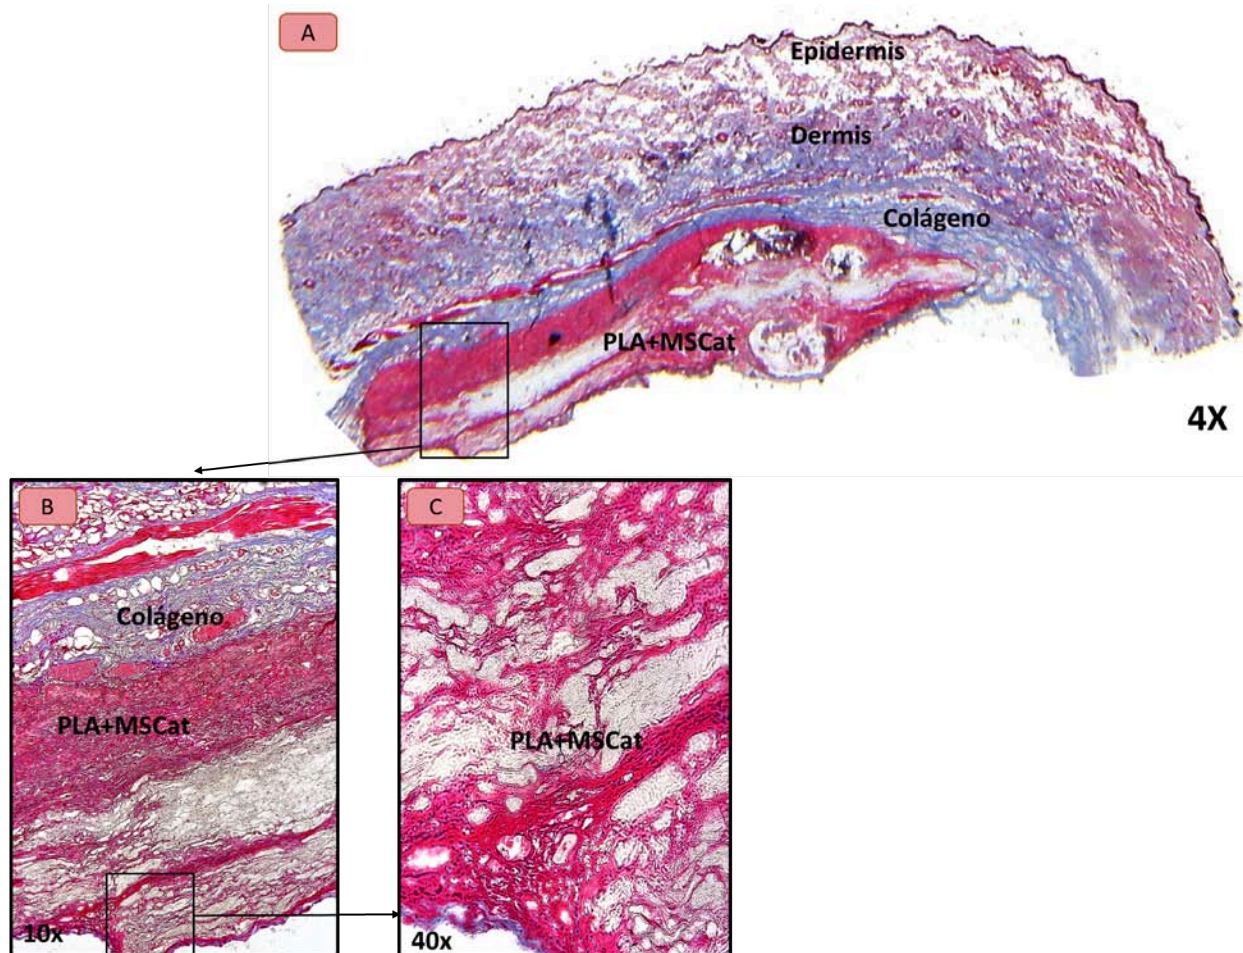 A
Epidermis
Dermis
Colágeno
PLA+MSCat
4X
B
Colágeno
PLA+MSCat
10x
C
PLA+MSCat
40x